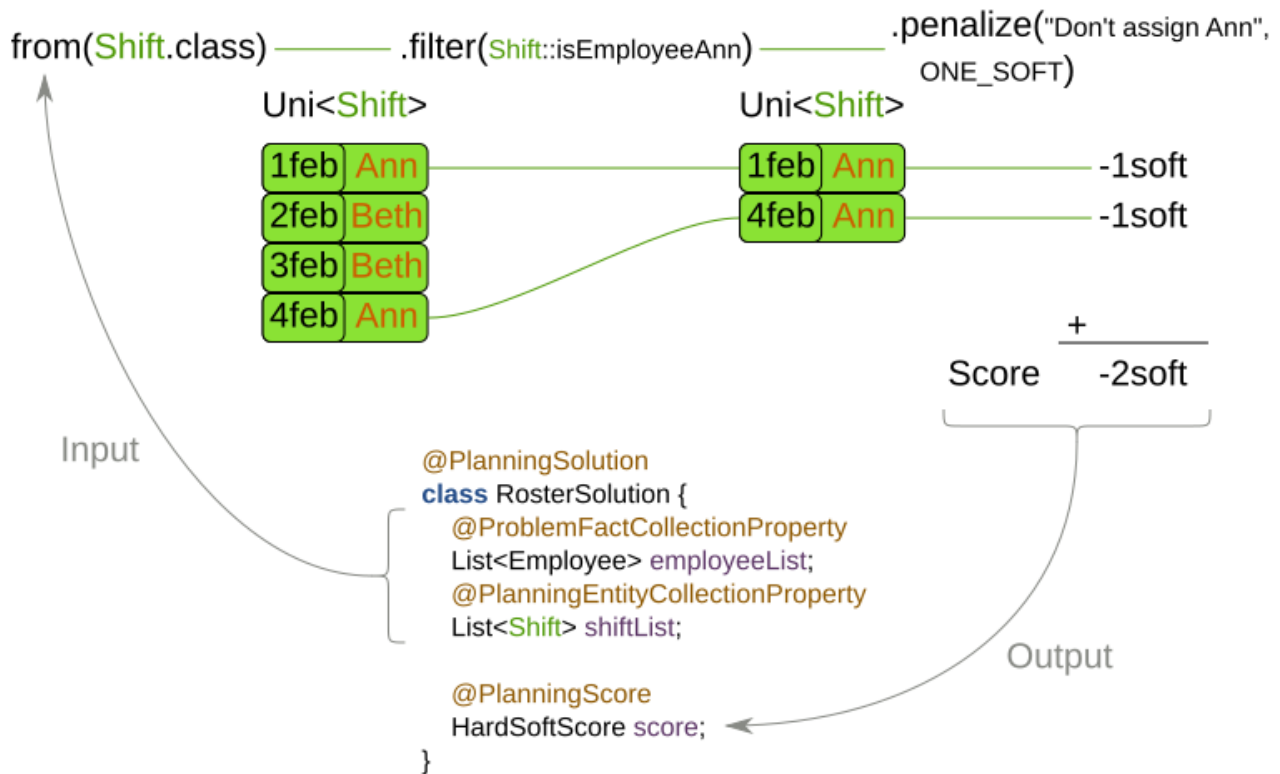 from(Shift.class) .filter(Shift::isEmployeeAnn) .penalize("Don't assign Ann",
ONE_SOFT)
Uni<Shift> Uni<Shift>
1feb Ann 1feb Ann -1soft
2feb Beth 4feb Ann -1soft
3feb Beth
4feb Ann
+
Score -2soft
Input
@PlanningSolution
class RosterSolution {
@ProblemFactCollectionProperty
List<Employee> employeeList;
@PlanningEntityCollectionProperty
List<Shift> shiftList;
Output
@PlanningScore
HardSoftScore score;
}